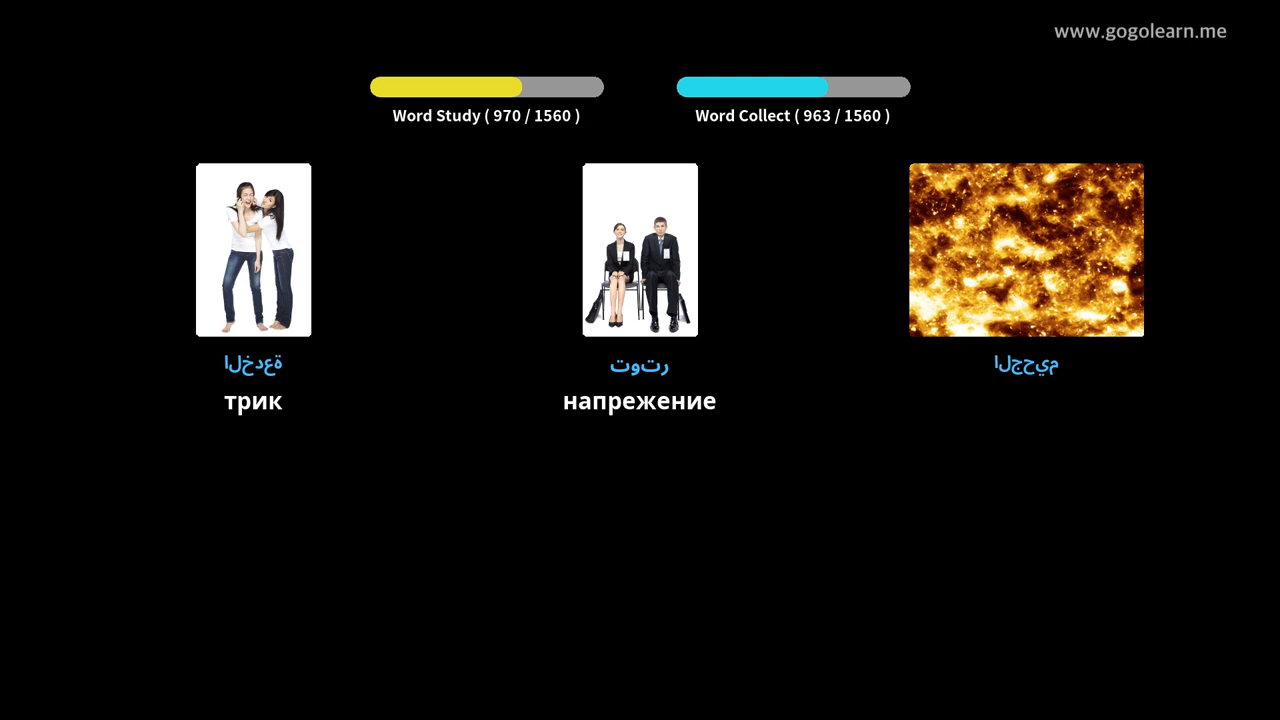 www.gogolearn.me
Word Study ( 970 / 1560 )
Word Collect ( 963 / 1560 )
الخدعة
توتر
الجحيم
трик
напрежение